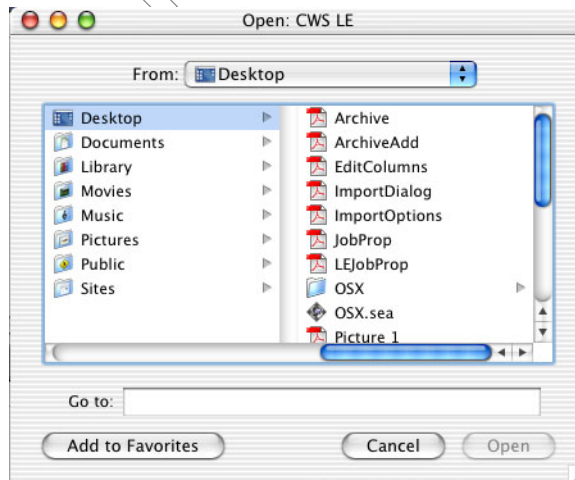 Open: CWS LE
From: Desktop
Desktop
Documents
Library
Movies
Music
Pictures
Public
Sites
Archive
ArchiveAdd
EditColumns
ImportDialog
ImportOptions
JobProp
LEJobProp
OSX
OSX.sea
Picture 1
Go to:
Add to Favorites
Cancel
Open